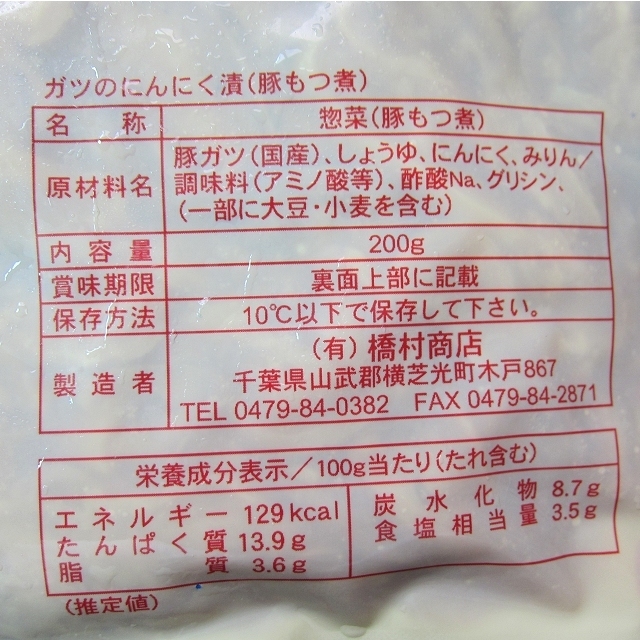 ガツのにんにく漬(豚もつ煮)
名称 惣菜(豚もつ煮)
原材料名 豚ガツ(国産)、しょうゆ、にんにく、みりん/
調味料(アミノ酸等)、酢酸Na、グリシン、
(一部に大豆・小麦を含む)
内容量 200g
賞味期限 裏面上部に記載
保存方法 10℃以下で保存して下さい。
製造者 (有)橋村商店
千葉県山武郡横芝光町木戸867
TEL 0479-84-0382 FAX 0479-84-2871
栄養成分表示/100g当たり(たれ含む)
エネルギー 129kcal
たんぱく質 13.9g
脂質 3.6g
炭水化物 8.7g
食塩相当量 3.5g
(推定値)